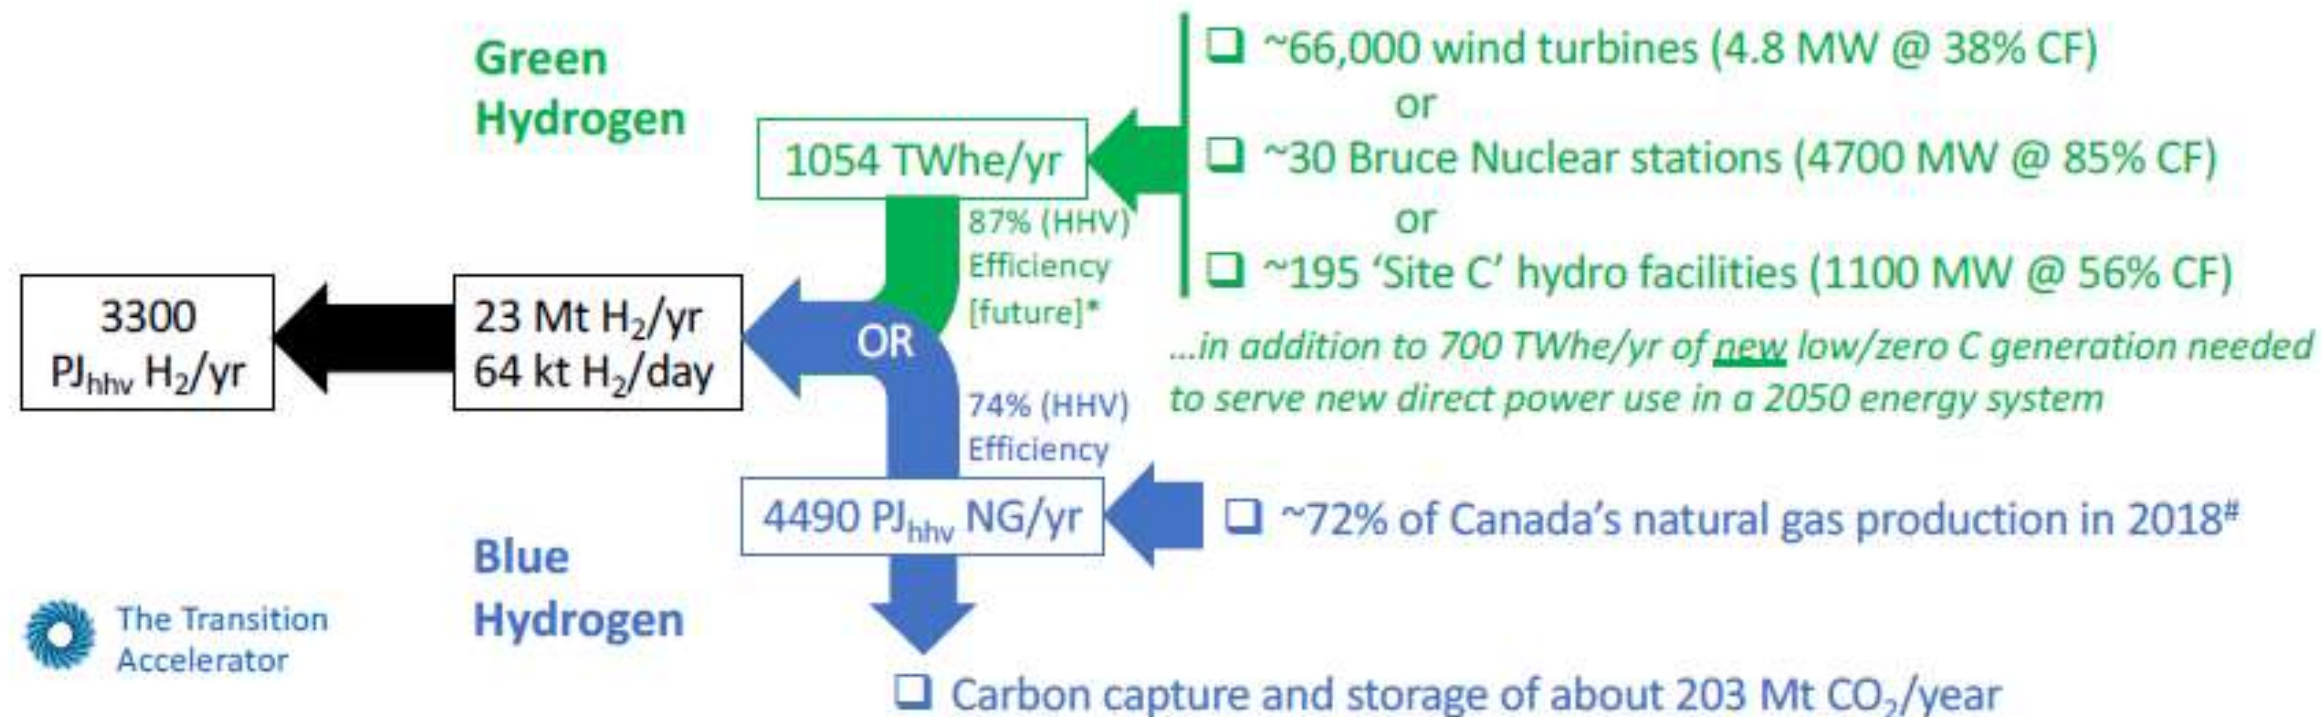 Green
Hydrogen
❑ ~66,000 wind turbines (4.8 MW @ 38% CF)
or
❑ ~30 Bruce Nuclear stations (4700 MW @ 85% CF)
or
❑ ~195 ‘Site C’ hydro facilities (1100 MW @ 56% CF)
...in addition to 700 TWhe/yr of new low/zero C generation needed
to serve new direct power use in a 2050 energy system
1054 TWhe/yr
87% (HHV)
Efficiency
[future]*
3300
PJhhv H₂/yr
23 Mt H₂/yr
64 kt H₂/day
OR
74% (HHV)
Efficiency
4490 PJhhv NG/yr
❑ ~72% of Canada’s natural gas production in 2018#
Blue
Hydrogen
The Transition
Accelerator
❑ Carbon capture and storage of about 203 Mt CO₂/year